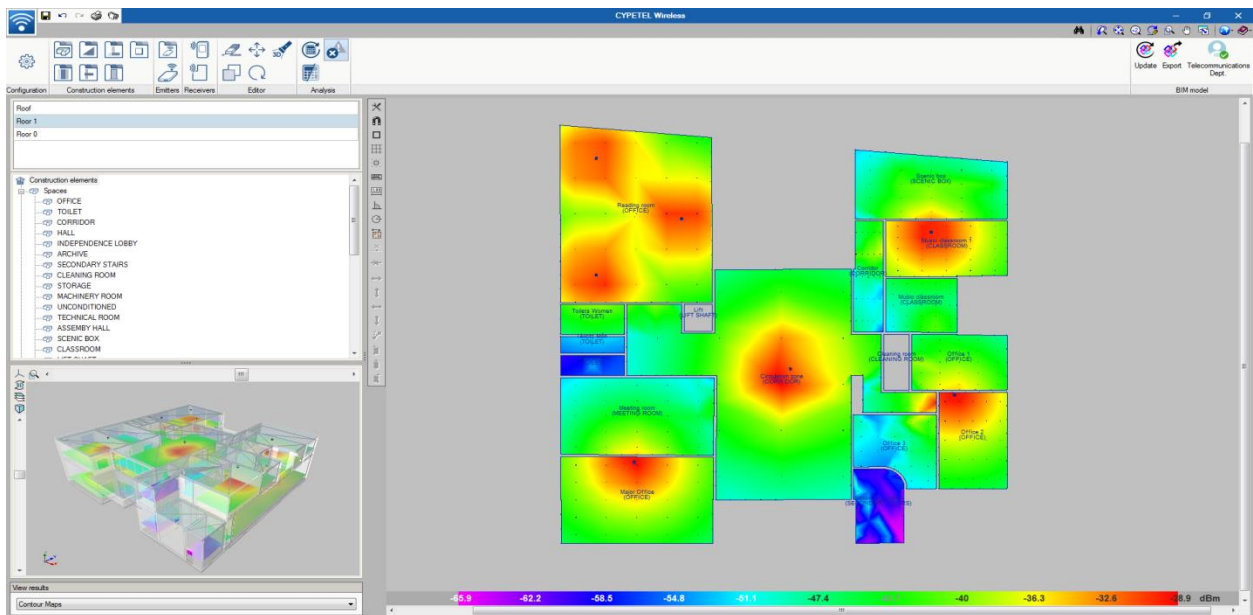 CYPETEL Wireless
Update Export Telecommunications
Dept.
Configuration Construction elements Emitters Receivers Editor Analysis BIM model
Roof
Floor 1
Floor 0
Construction elements
Spaces
OFFICE
TOILET
CORRIDOR
HALL
INDEPENDENCE LOBBY
ARCHIVE
SECONDARY STAIRS
CLEANING ROOM
STORAGE
MACHINERY ROOM
UNCONDITIONED
TECHNICAL ROOM
ASSEMBY HALL
SCENIC BOX
CLASSROOM
LIFT SHAFT
View results
Contour Maps
Reading room
(OFFICE)
Scenic box
(SCENIC BOX)
Music classroom 1
(CLASSROOM)
Corridor
(CORRIDOR)
Music classroom
(CLASSROOM)
Toilets Women
(TOILET)
Lift
(LIFT SHAFT)
(TOILET)
Cleaning room
(CLEANING ROOM)
Office 1
(OFFICE)
zone
(CORRIDOR)
Meeting room
(MEETING ROOM)
Office 2
(OFFICE)
Office 3
(OFFICE)
Major Office
(OFFICE)
-65.9 -62.2 -58.5 -54.8 -51.1 -47.4 -40 -36.3 -32.6 -28.9 dBm